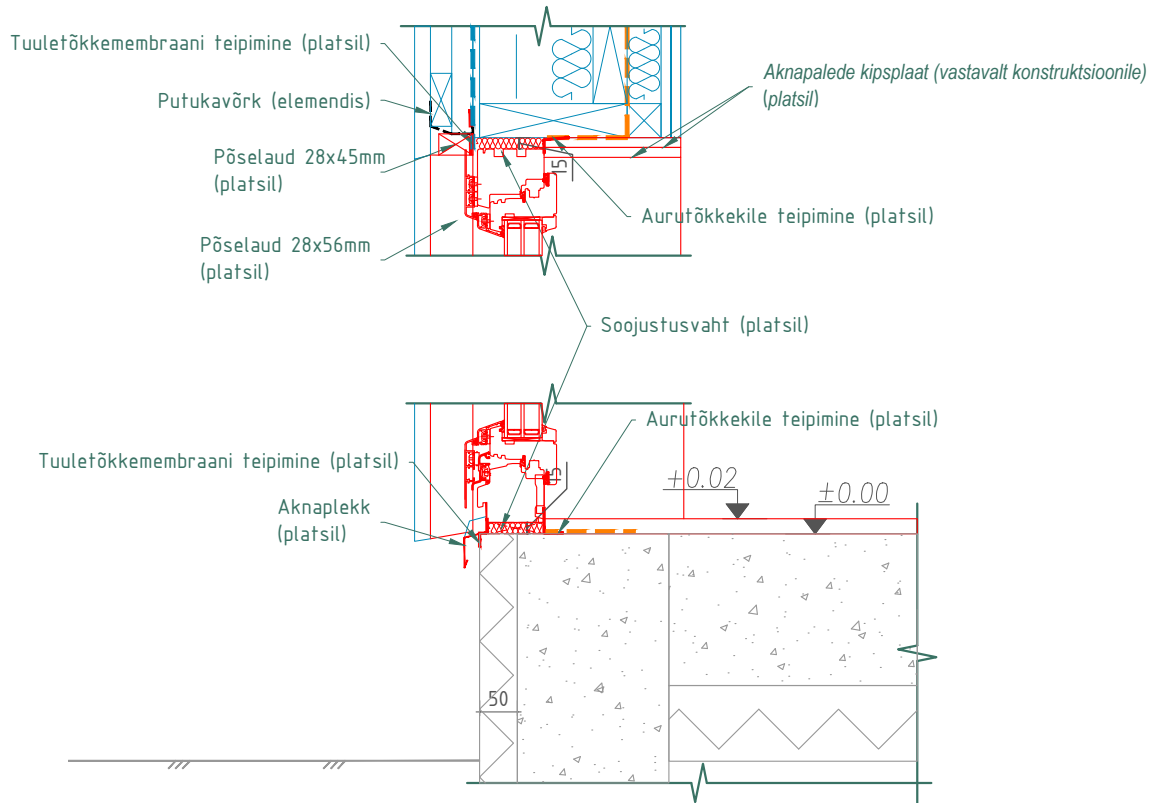 Tuuletõkkemembraani teipimine (platsil)
Aknapalede kipsplaat (vastavalt konstruktsioonile)
(platsil)
Putukavõrk (elemendis)
Põselaud 28x45mm
(platsil)
15
Aurutõkkekile teipimine (platsil)
Põselaud 28x56mm
(platsil)
Soojustusvaht (platsil)
Aurutõkkekile teipimine (platsil)
Tuuletõkkemembraani teipimine (platsil)
15
±0.02
±0.00
Aknaplekk
(platsil)
50